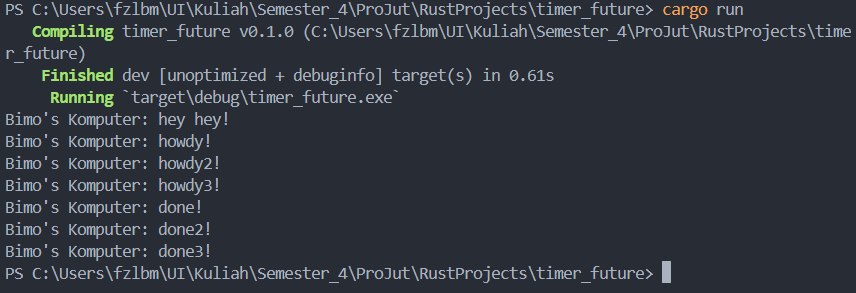 PS C:\Users\fzlbm\UI\Kuliah\Semester_4\ProJut\RustProjects\timer_future> cargo run
   Compiling timer_future v0.1.0 (C:\Users\fzlbm\UI\Kuliah\Semester_4\ProJut\RustProjects\time
r_future)
    Finished dev [unoptimized + debuginfo] target(s) in 0.61s
     Running `target\debug\timer_future.exe`
Bimo's Komputer: hey hey!
Bimo's Komputer: howdy!
Bimo's Komputer: howdy2!
Bimo's Komputer: howdy3!
Bimo's Komputer: done!
Bimo's Komputer: done2!
Bimo's Komputer: done3!
PS C:\Users\fzlbm\UI\Kuliah\Semester_4\ProJut\RustProjects\timer_future>